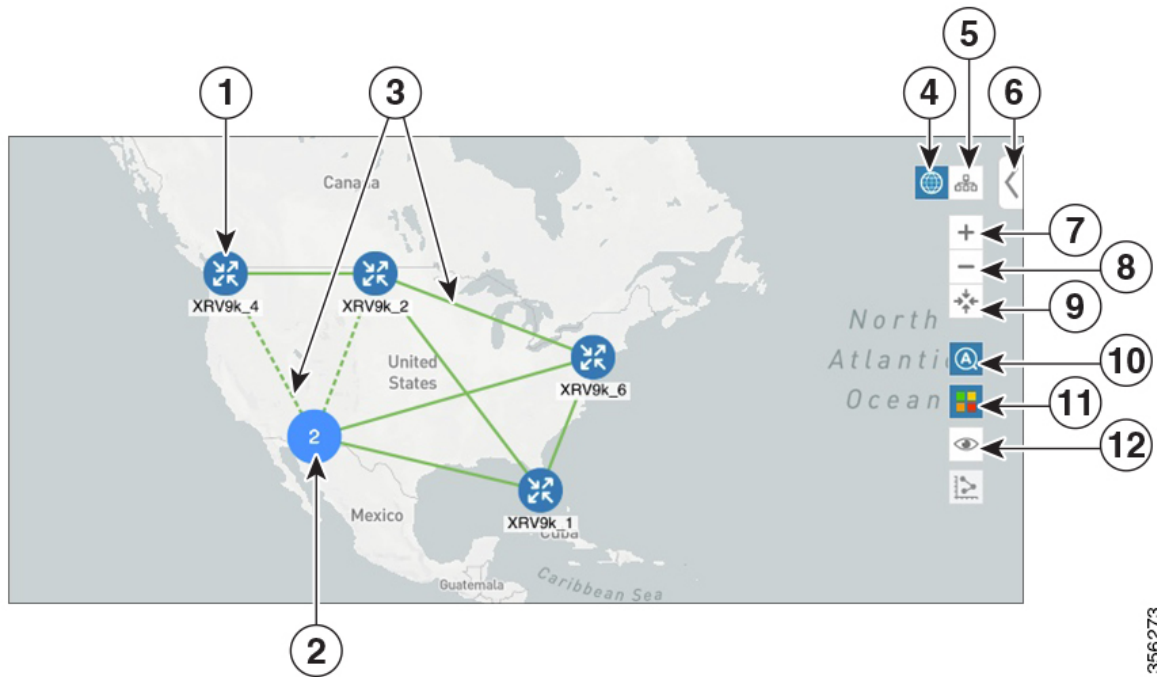 5
1
3
4
6
Canada
7
+
−
8
XRV9k_4
XRV9k_2
9
North
United
States
Atlantic
A
10
XRV9k_6
Ocean
11
2
12
Mexico
XRV9k_1
Cuba
Guatemala
Caribbean Sea
2
356273